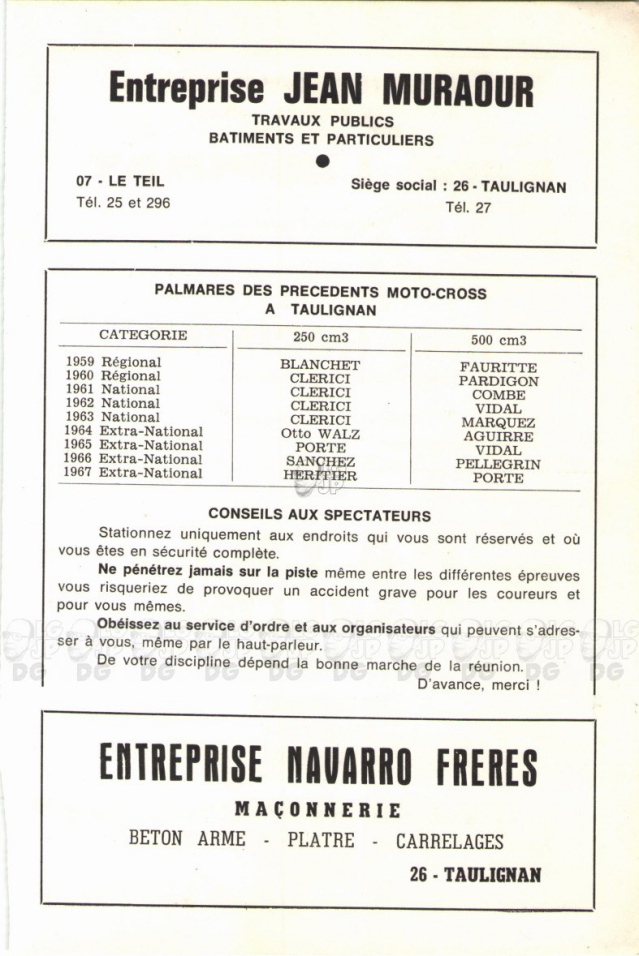 Entreprise JEAN MURAOUR
TRAVAUX PUBLICS
BATIMENTS ET PARTICULIERS
07 - LE TEIL
Tél. 25 et 296
Siège social : 26 - TAULIGNAN
Tél. 27
PALMARES DES PRECEDENTS MOTO-CROSS
A TAULIGNAN
CATEGORIE 250 cm3 500 cm3
1959 Régional BLANCHET FAURITTE
1960 Régional CLERICI PARDIGON
1961 National CLERICI COMBE
1962 National CLERICI VIDAL
1963 National CLERICI MARQUEZ
1964 Extra-National Otto WALZ AGUIRRE
1965 Extra-National PORTE VIDAL
1966 Extra-National SANCHEZ PELLEGRIN
1967 Extra-National HERITIER PORTE
CONSEILS AUX SPECTATEURS
Stationnez uniquement aux endroits qui vous sont réservés et où
vous êtes en sécurité complète.
Ne pénétrez jamais sur la piste même entre les différentes épreuves
vous risqueriez de provoquer un accident grave pour les coureurs et
pour vous mêmes.
Obéissez au service d'ordre et aux organisateurs qui peuvent s'adres-
ser à vous, même par le haut-parleur.
De votre discipline dépend la bonne marche de la réunion.
D'avance, merci !
ENTREPRISE NAVARRO FRERES
MAÇONNERIE
BETON ARME - PLATRE - CARRELAGES
26 - TAULIGNAN